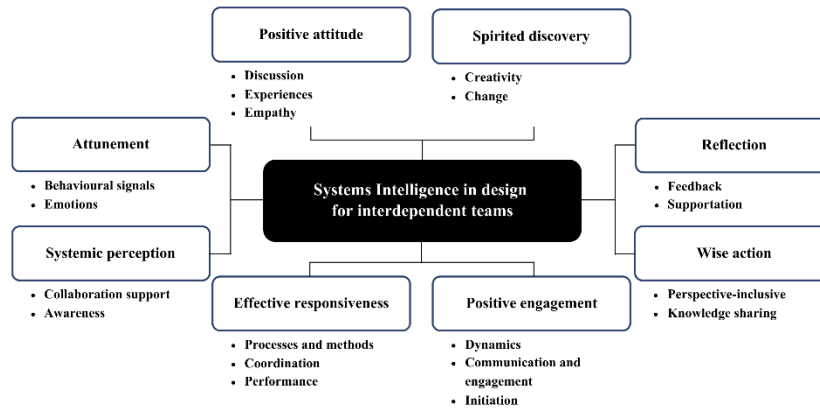 Positive attitude
• Discussion
• Experiences
• Empathy
Spirited discovery
• Creativity
• Change
Attunement
• Behavioural signals
• Emotions
Systems Intelligence in design
for interdependent teams
Reflection
• Feedback
• Supportation
Systemic perception
• Collaboration support
• Awareness
Wise action
• Perspective-inclusive
• Knowledge sharing
Effective responsiveness
• Processes and methods
• Coordination
• Performance
Positive engagement
• Dynamics
• Communication and
engagement
• Initiation